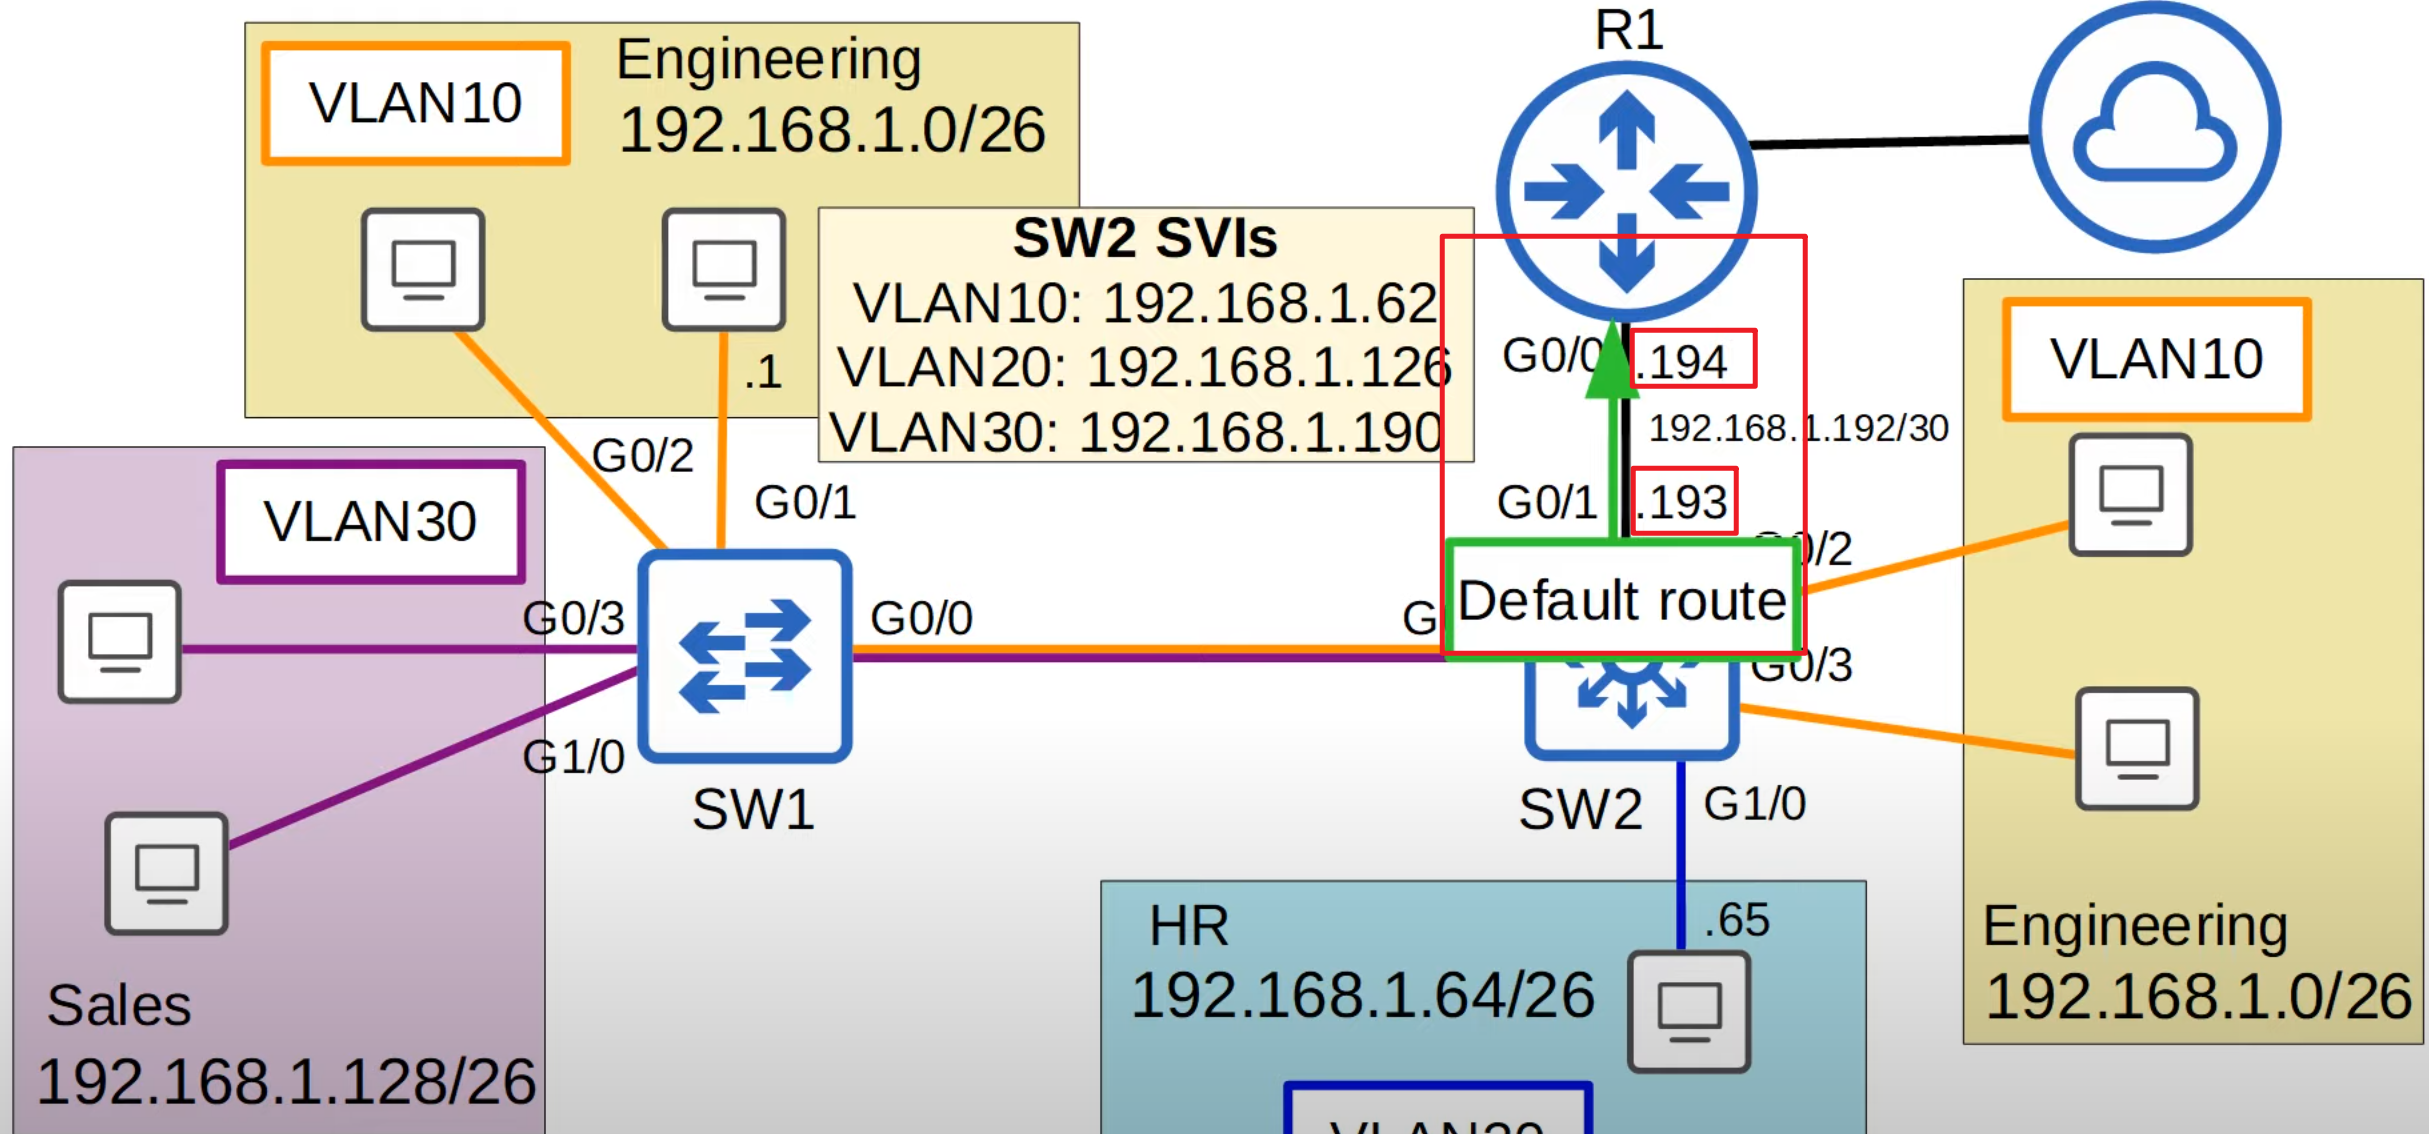 R1
Engineering
VLAN10
192.168.1.0/26
SW2 SVIs
VLAN10: 192.168.1.62
VLAN20: 192.168.1.126
VLAN30: 192.168.1.190
VLAN10
G0/0
.194
.1
192.168.1.192/30
G0/2
VLAN30
G0/1
G0/1
.193
0/2
Default route
G0/3
G0/0
G
G0/3
G1/0
SW1
SW2
G1/0
HR
.65
Engineering
192.168.1.64/26
192.168.1.0/26
Sales
192.168.1.128/26